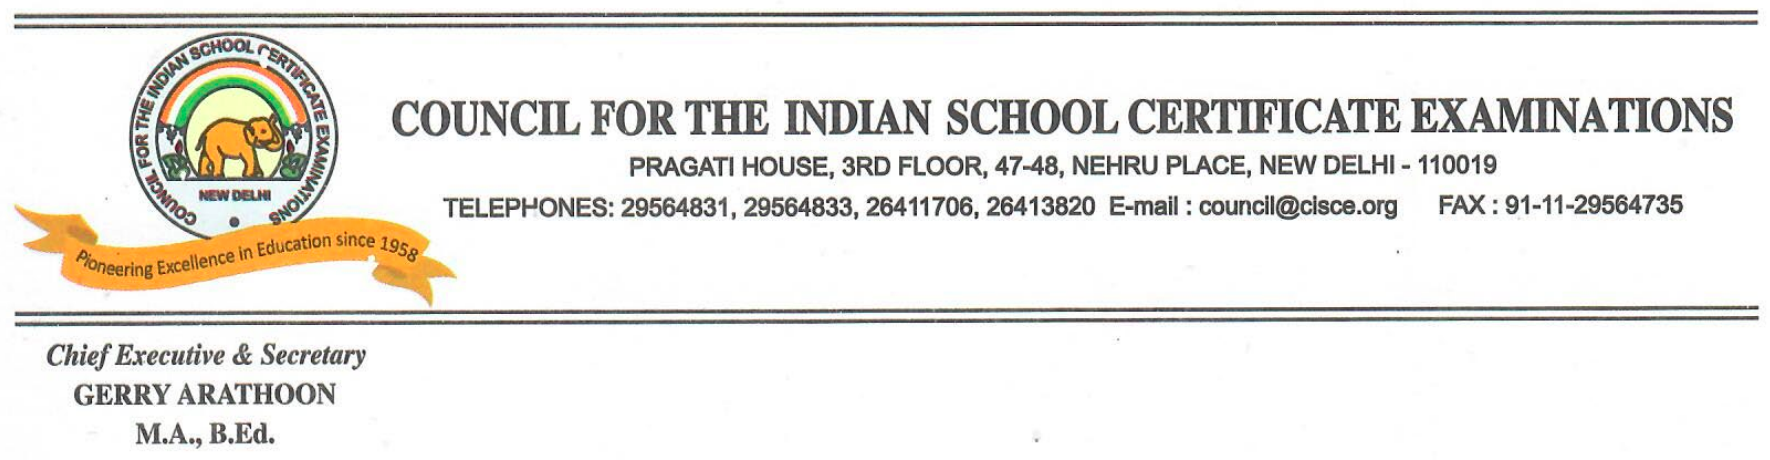 COUNCIL FOR THE INDIAN SCHOOL CERTIFICATE EXAMINATIONS
NEW DELHI
Pioneering Excellence in Education since 1958
COUNCIL FOR THE INDIAN SCHOOL CERTIFICATE EXAMINATIONS
PRAGATI HOUSE, 3RD FLOOR, 47-48, NEHRU PLACE, NEW DELHI - 110019
TELEPHONES: 29564831, 29564833, 26411706, 26413820 E-mail : council@cisce.org FAX : 91-11-29564735
Chief Executive & Secretary
GERRY ARATHOON
M.A., B.Ed.